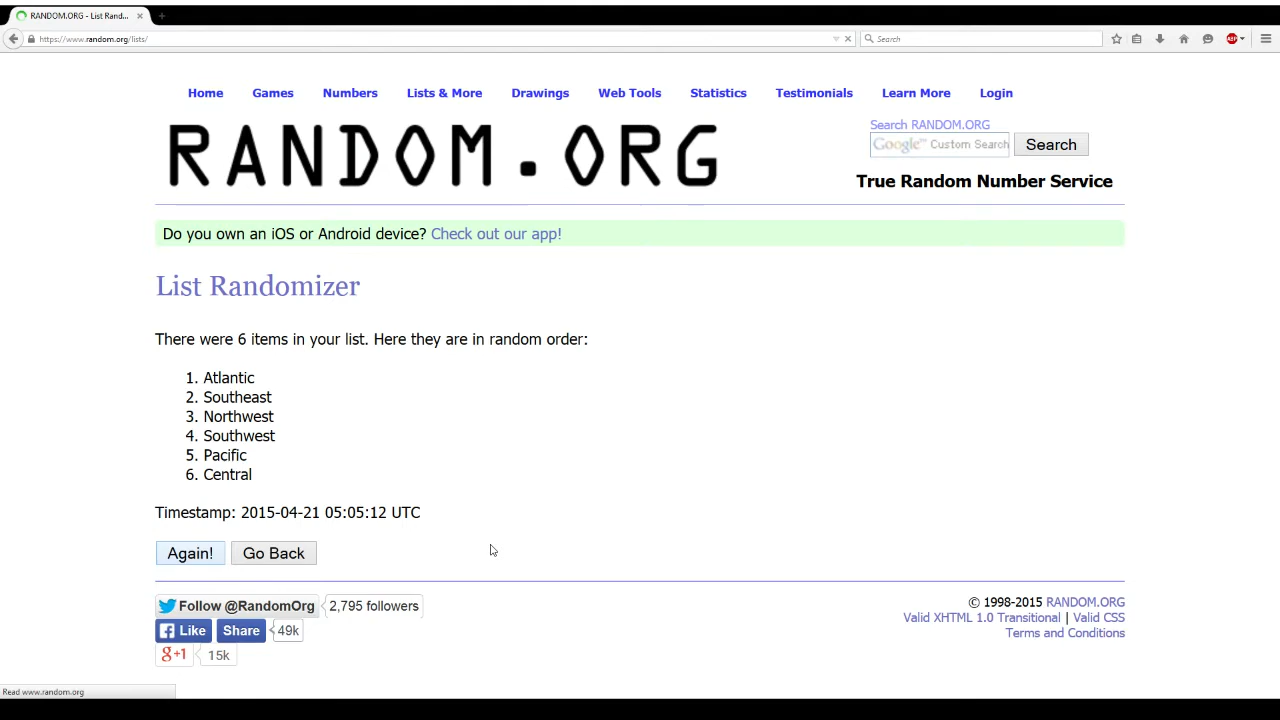 RANDOM.ORG - List Rand...
https://www.random.org/lists/
Search
ABP
Home Games Numbers Lists & More Drawings Web Tools Statistics Testimonials Learn More Login
RANDOM.ORG
Search RANDOM.ORG
Google™ Custom Search Search
True Random Number Service
Do you own an iOS or Android device? Check out our app!
List Randomizer
There were 6 items in your list. Here they are in random order:
1. Atlantic
2. Southeast
3. Northwest
4. Southwest
5. Pacific
6. Central
Timestamp: 2015-04-21 05:05:12 UTC
Again! Go Back
Follow @RandomOrg 2,795 followers
Like Share 49k
g+1 15k
© 1998-2015 RANDOM.ORG
Valid XHTML 1.0 Transitional | Valid CSS
Terms and Conditions
Read www.random.org